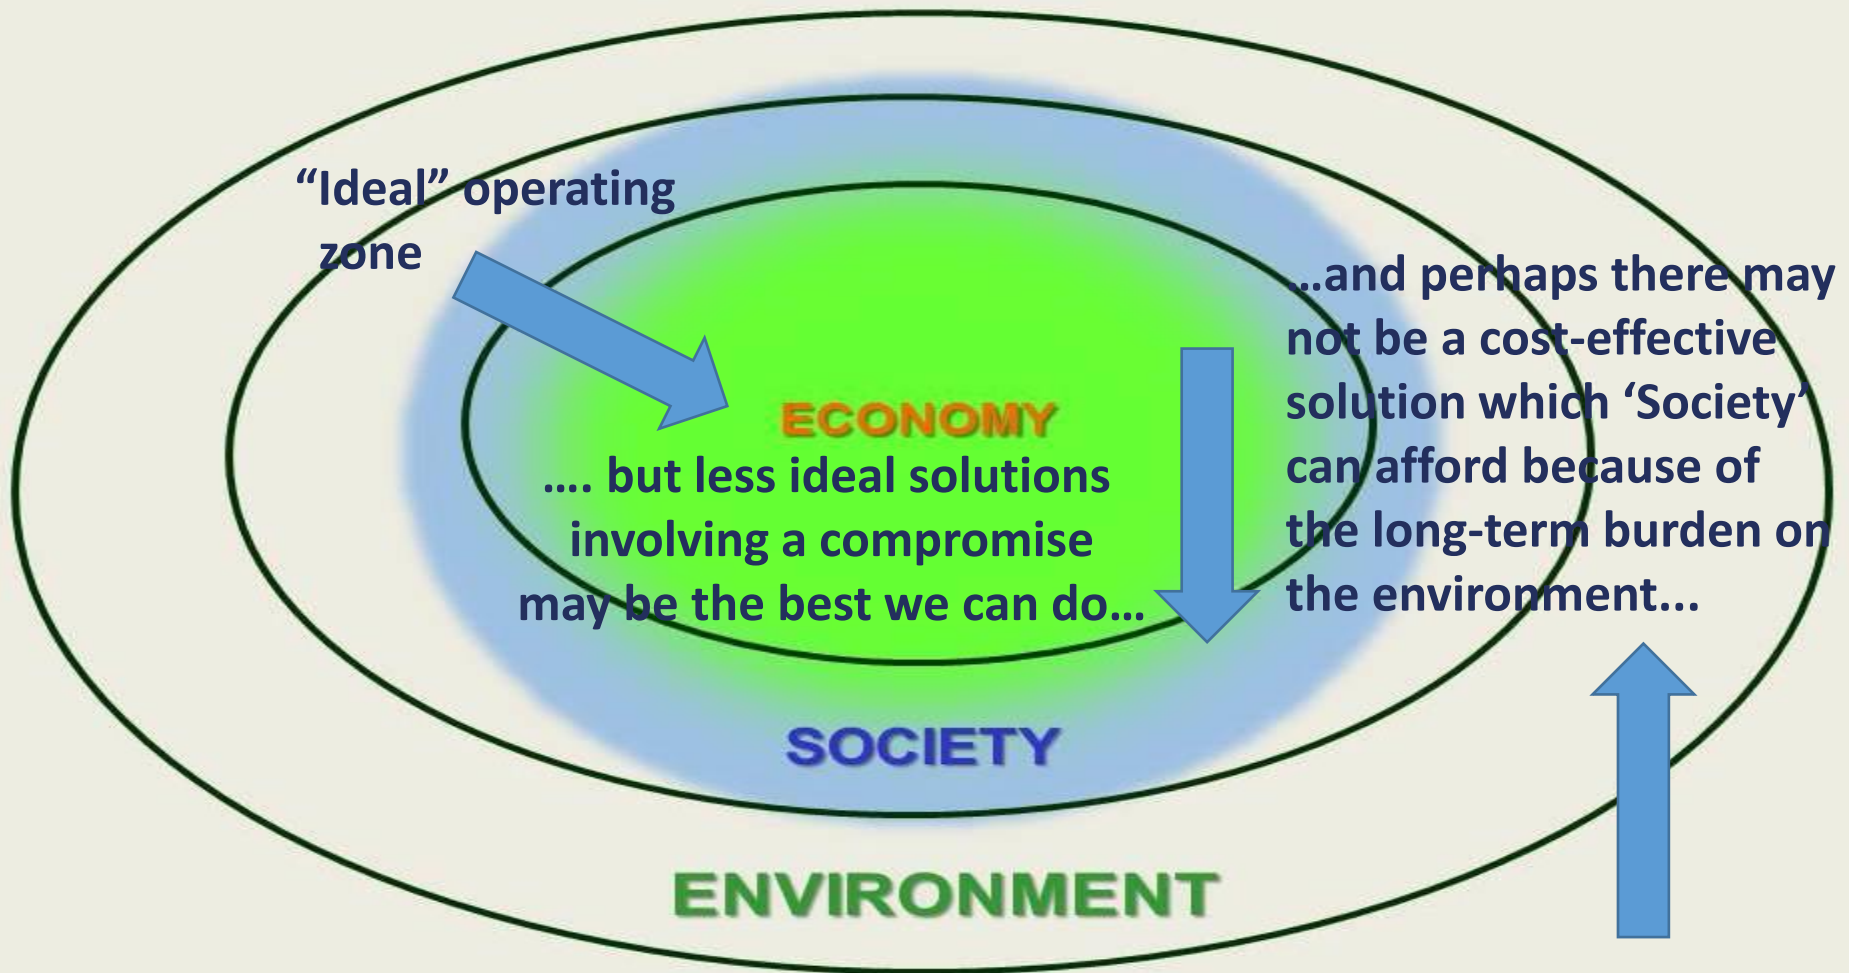 “Ideal” operating
zone
…and perhaps there may
not be a cost-effective
solution which ‘Society’
can afford because of
the long-term burden on
the environment...
ECONOMY
…. but less ideal solutions
involving a compromise
may be the best we can do…
SOCIETY
ENVIRONMENT